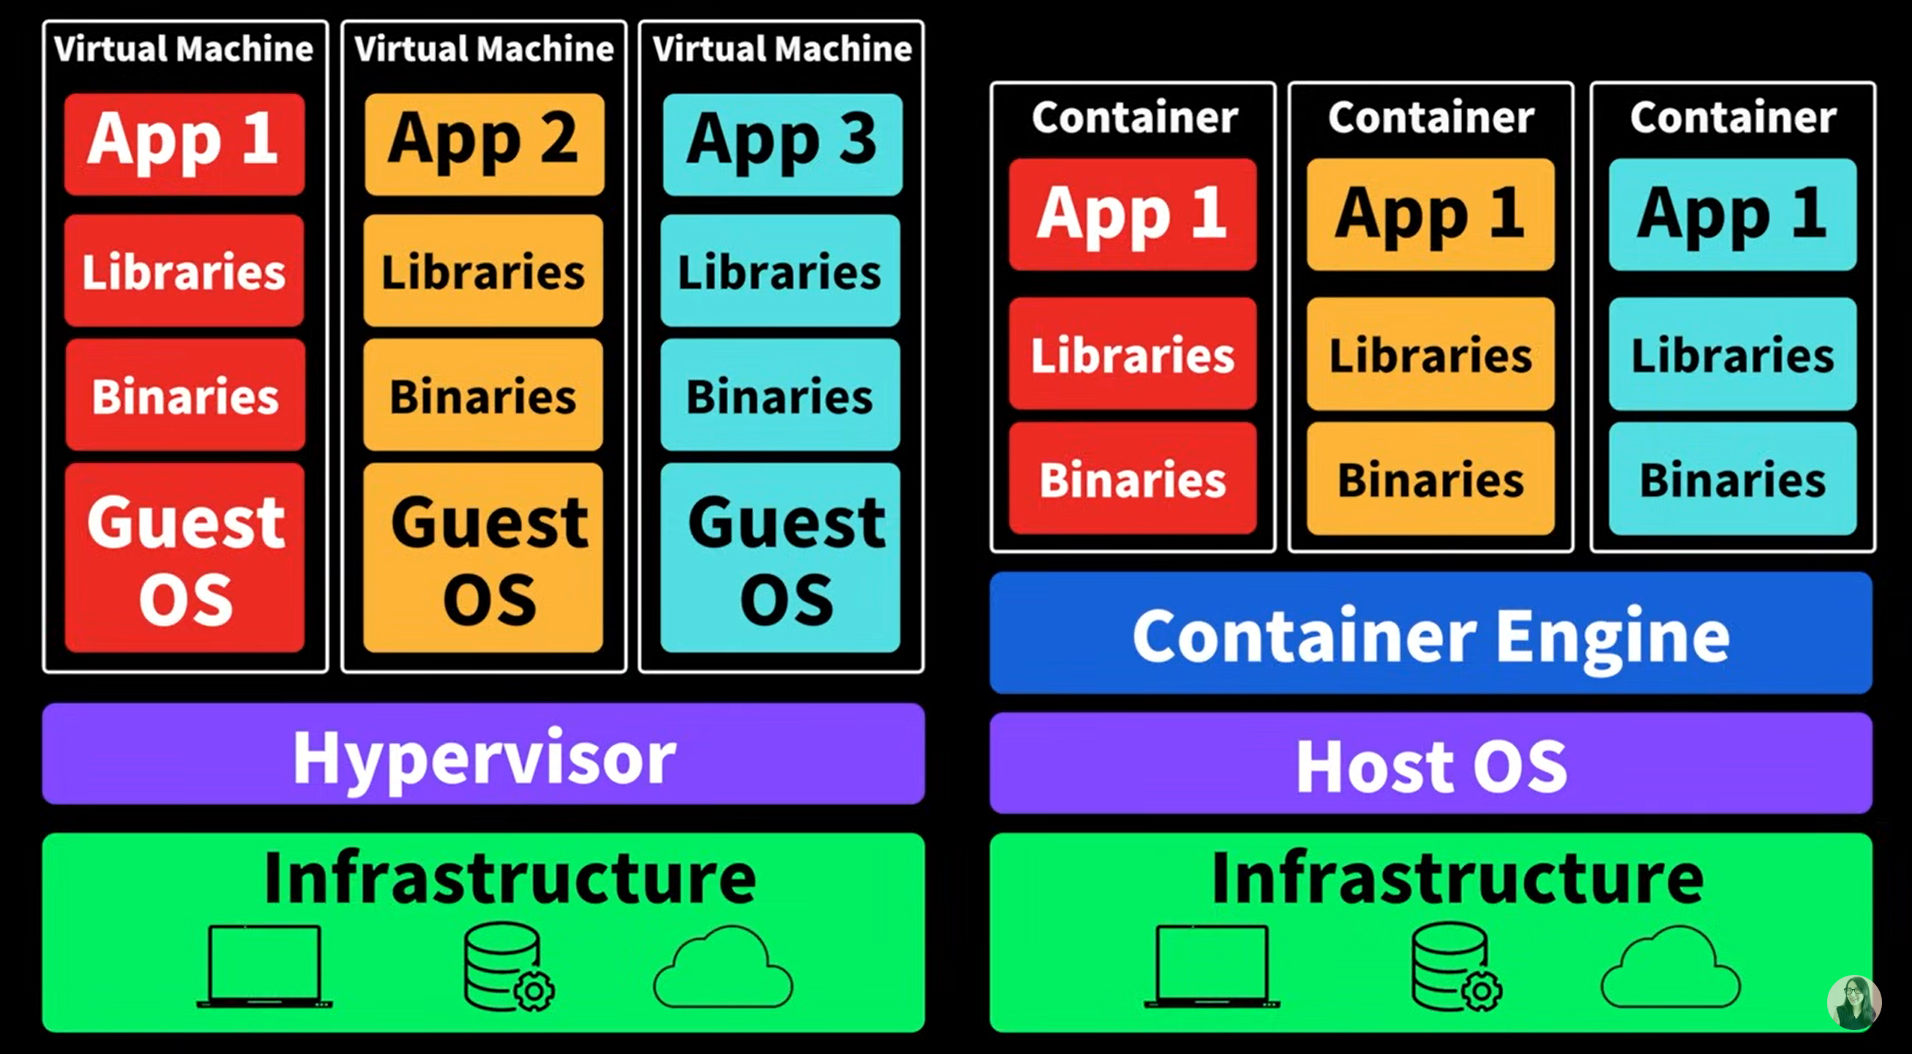 Virtual Machine
App 1
Libraries
Binaries
Guest
OS
Virtual Machine
App 2
Libraries
Binaries
Guest
OS
Virtual Machine
App 3
Libraries
Binaries
Guest
OS
Hypervisor
Infrastructure
Container
App 1
Libraries
Binaries
Container
App 1
Libraries
Binaries
Container
App 1
Libraries
Binaries
Container Engine
Host OS
Infrastructure